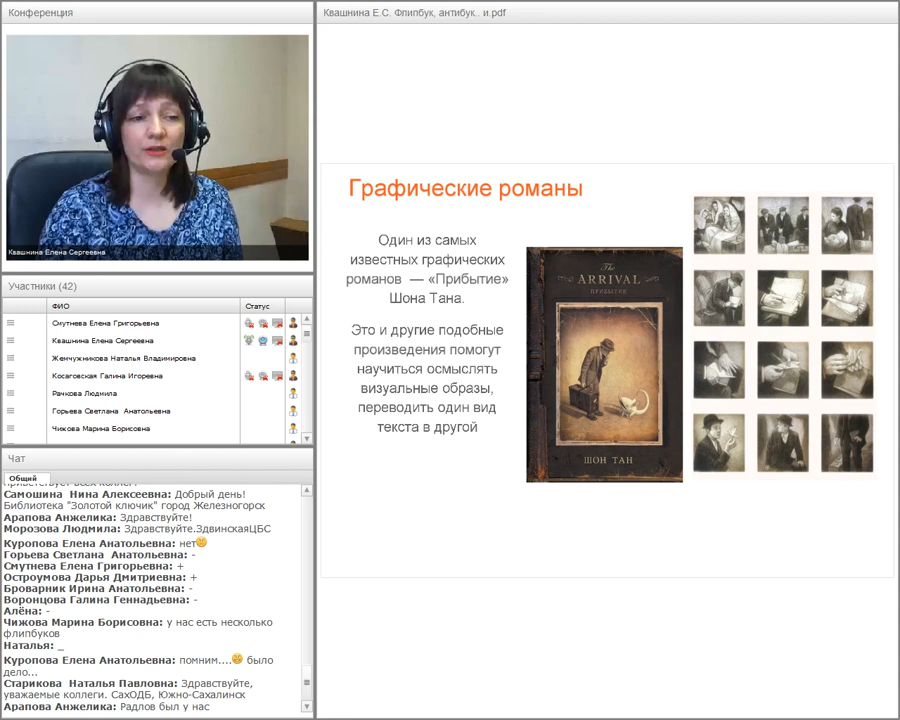 Конференция
Квашнина Елена Сергеевна
Участники (42)
ФИО Статус
Смутнева Елена Григорьевна
Квашнина Елена Сергеевна
Жемчужникова Наталья Владимировна
Косаговская Галина Игоревна
Рачкова Людмила
Горьева Светлана Анатольевна
Чижова Марина Борисовна
Чат
Общий
Самошина Нина Алексеевна: Добрый день!
Библиотека "Золотой ключик" город Железногорск
Арапова Анжелика: Здравствуйте!
Морозова Людмила: Здравствуйте.ЗдвинскаяЦБС
Куропова Елена Анатольевна: нет
Горьева Светлана Анатольевна: -
Смутнева Елена Григорьевна: +
Остроумова Дарья Дмитриевна: +
Броварник Ирина Анатольевна: -
Воронцова Галина Геннадьевна: -
Алёна: -
Чижова Марина Борисовна: у нас есть несколько
флипбуков
Наталья: _
Куропова Елена Анатольевна: помним.... было
дело...
Старикова Наталья Павловна: Здравствуйте,
уважаемые коллеги. СахОДБ, Южно-Сахалинск
Арапова Анжелика: Радлов был у нас
Квашнина Е.С. Флипбук, антибук.. и.pdf
Графические романы
Один из самых
известных графических
романов — «Прибытие»
Шона Тана.
Это и другие подобные
произведения помогут
научиться осмыслять
визуальные образы,
переводить один вид
текста в другой
The
ARRIVAL
ПРИБЫТИЕ
ШОН ТАН